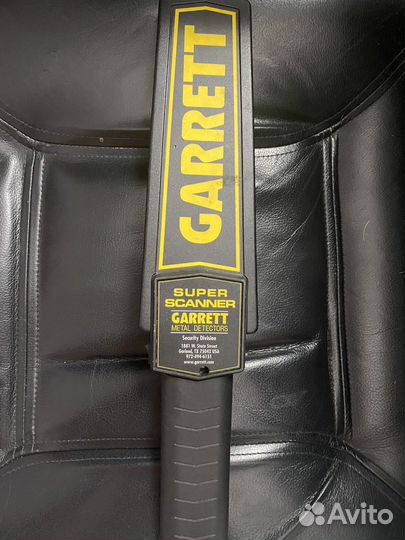 GARRETT
SUPER
SCANNER
GARRETT
METAL DETECTORS
Security Division
1881 W. State Street
Garland, TX 75042 USA
972-494-6151
www.garrett.com
Avito